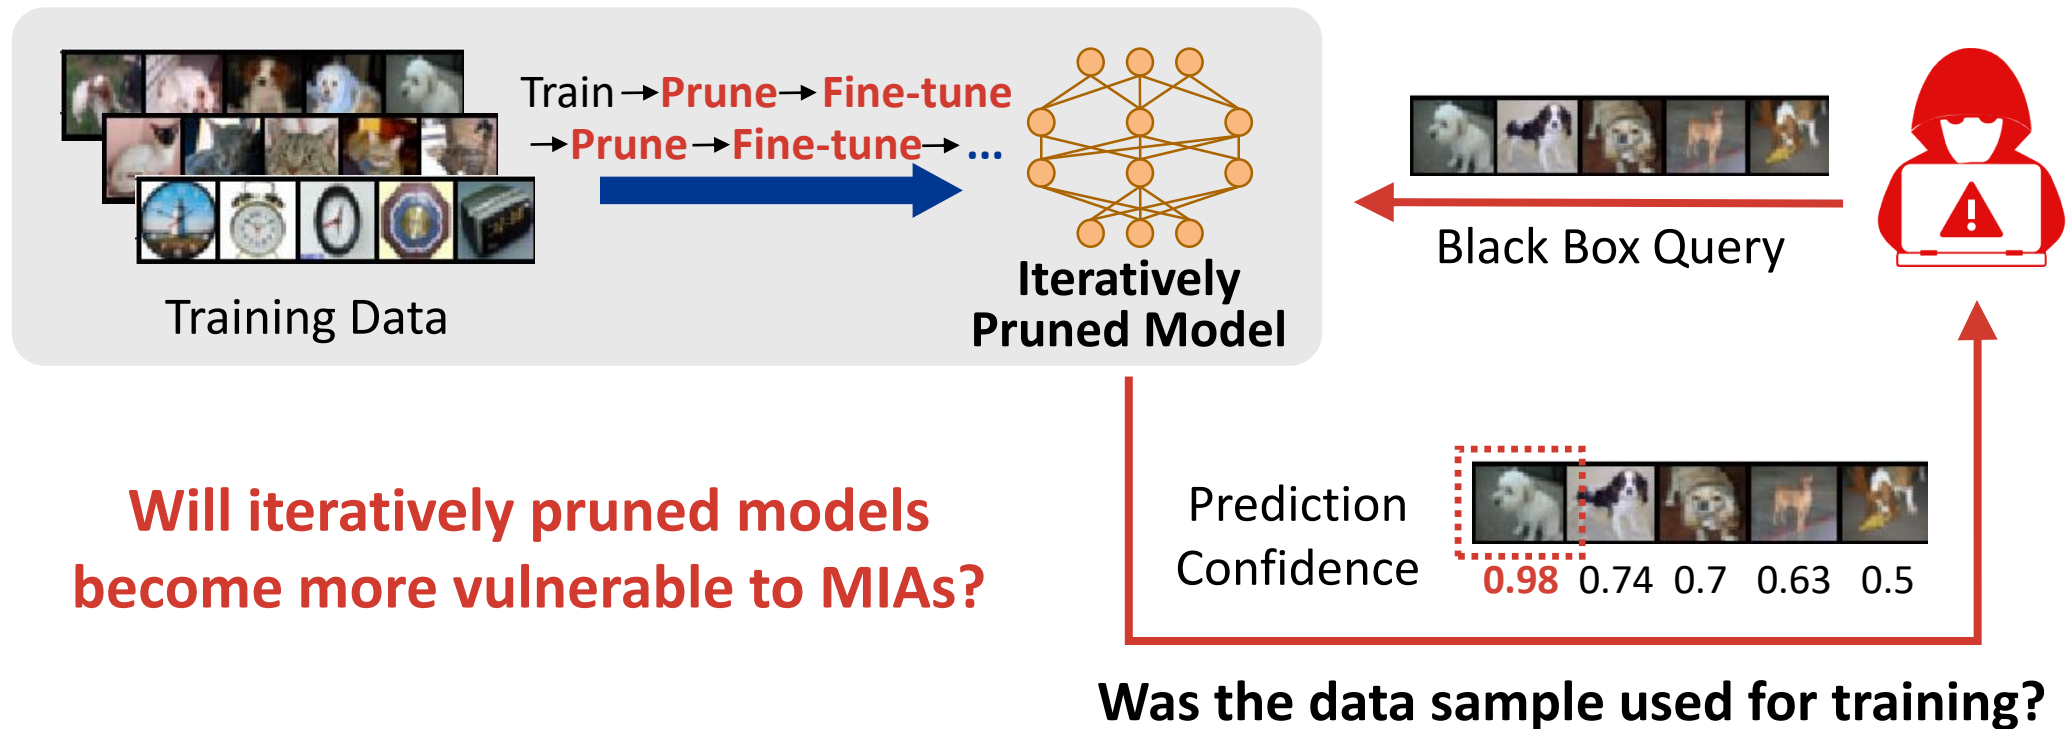 Train → Prune → Fine-tune
→ Prune → Fine-tune → ...
Training Data
Iteratively
Pruned Model
Black Box Query
Prediction
Confidence
0.98 0.74 0.7 0.63 0.5
Will iteratively pruned models
become more vulnerable to MIAs?
Was the data sample used for training?